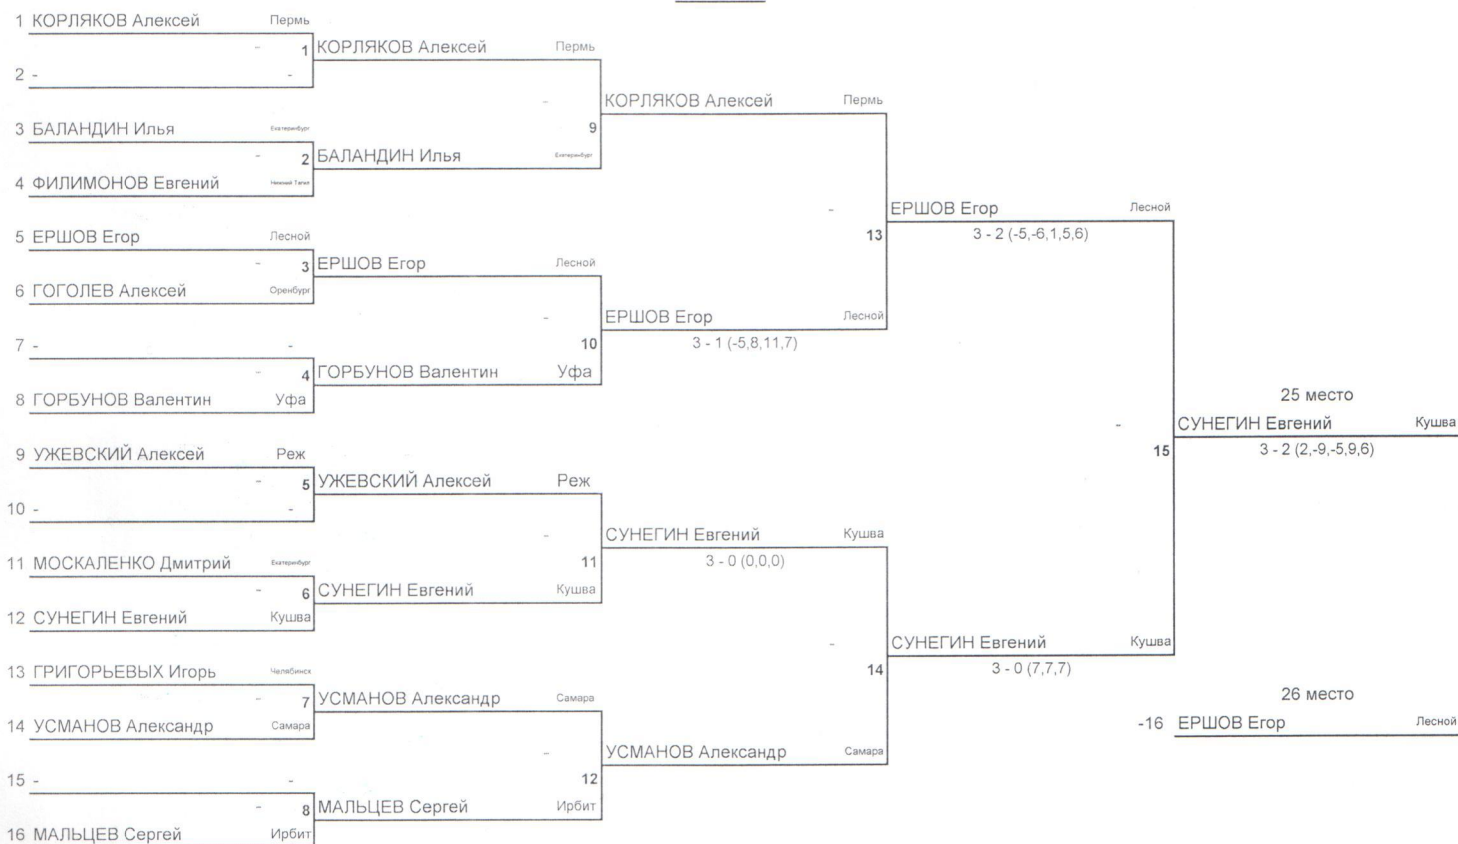 1 КОРЛЯКОВ Алексей Пермь
- 1 КОРЛЯКОВ Алексей Пермь
2 - -
- КОРЛЯКОВ Алексей Пермь
3 БАЛАНДИН Илья Екатеринбург
9
- 2 БАЛАНДИН Илья Екатеринбург
4 ФИЛИМОНОВ Евгений Нижний Тагил
- ЕРШОВ Егор Лесной
13 3 - 2 (-5,-6,1,5,6)
5 ЕРШОВ Егор Лесной
- 3 ЕРШОВ Егор Лесной
6 ГОГОЛЕВ Алексей Оренбург
- ЕРШОВ Егор Лесной
7 - -
10 3 - 1 (-5,8,11,7)
- 4 ГОРБУНОВ Валентин Уфа
8 ГОРБУНОВ Валентин Уфа
25 место
- СУНЕГИН Евгений Кушва
15 3 - 2 (2,-9,-5,9,6)
9 УЖЕВСКИЙ Алексей Реж
- 5 УЖЕВСКИЙ Алексей Реж
10 - -
- СУНЕГИН Евгений Кушва
11 МОСКАЛЕНКО Дмитрий Екатеринбург
11 3 - 0 (0,0,0)
- 6 СУНЕГИН Евгений Кушва
12 СУНЕГИН Евгений Кушва
- СУНЕГИН Евгений Кушва
14 3 - 0 (7,7,7)
13 ГРИГОРЬЕВЫХ Игорь Челябинск
- 7 УСМАНОВ Александр Самара
26 место
14 УСМАНОВ Александр Самара
-16 ЕРШОВ Егор Лесной
- УСМАНОВ Александр Самара
15 - -
12
- 8 МАЛЬЦЕВ Сергей Ирбит
16 МАЛЬЦЕВ Сергей Ирбит